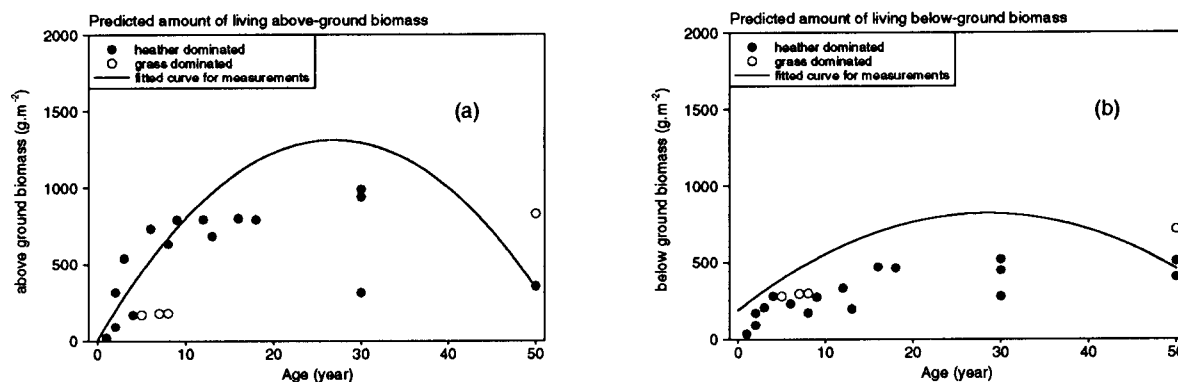 Predicted amount of living above-ground biomass
heather dominated
grass dominated
fitted curve for measurements
(a)
above ground biomass (g.m⁻²)
2000
1500
1000
500
0
0 10 20 30 40 50
Age (year)
Predicted amount of living below-ground biomass
heather dominated
grass dominated
fitted curve for measurements
(b)
below ground biomass (g.m⁻²)
2000
1500
1000
500
0
0 10 20 30 40 50
Age (year)